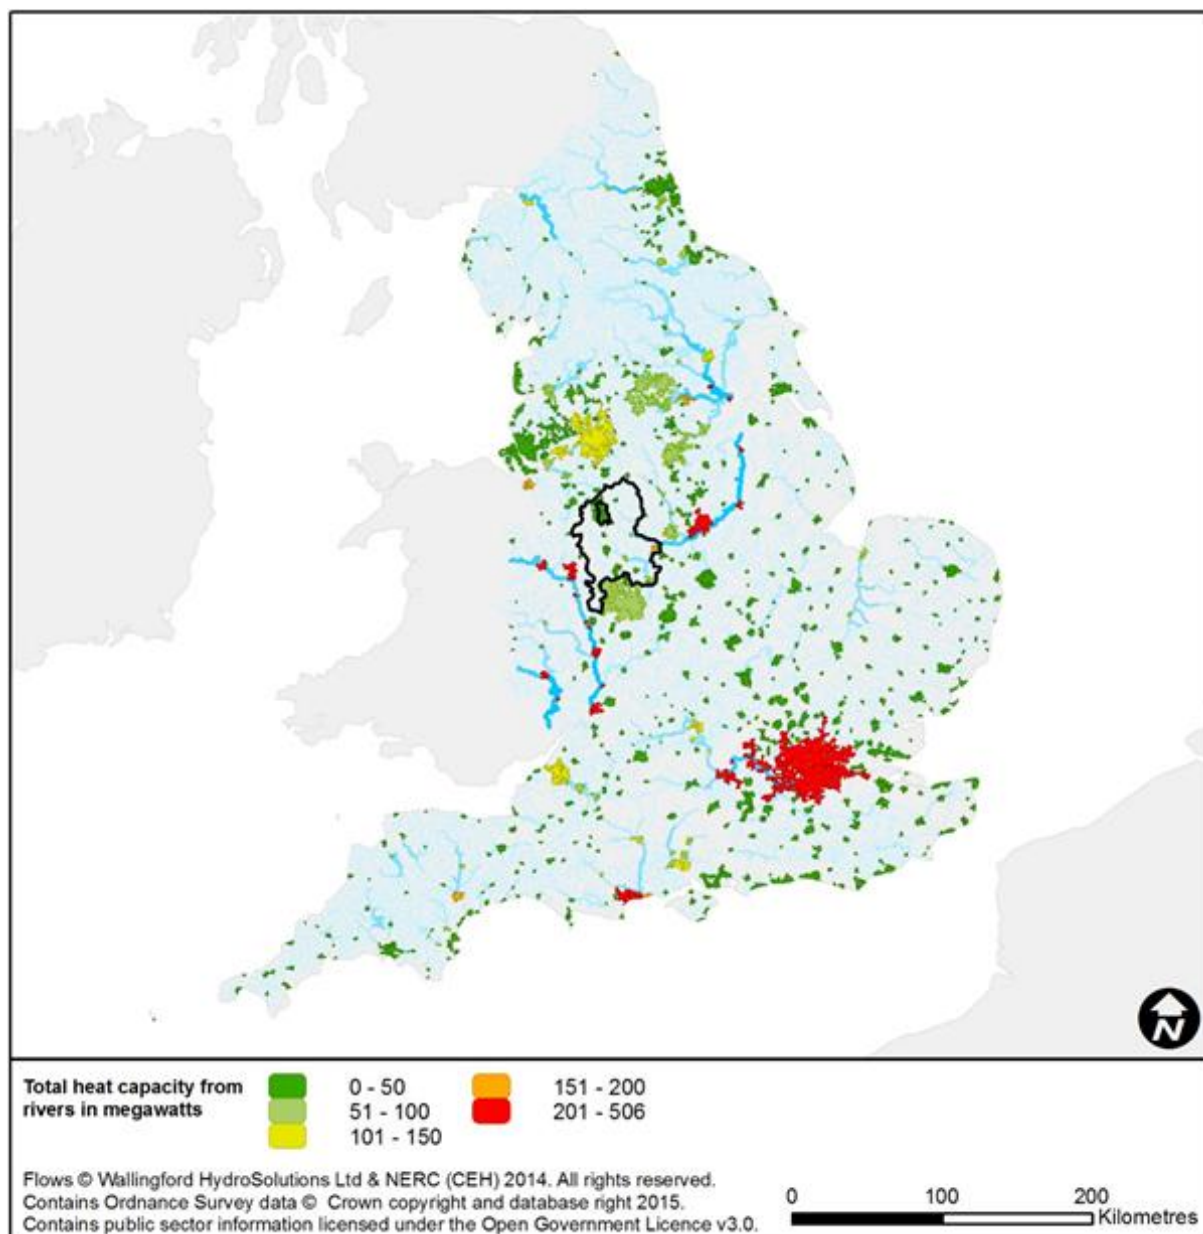 N
Total heat capacity from
rivers in megawatts
0 - 50
51 - 100
101 - 150
151 - 200
201 - 506
Flows © Wallingford HydroSolutions Ltd & NERC (CEH) 2014. All rights reserved.
Contains Ordnance Survey data © Crown copyright and database right 2015.
Contains public sector information licensed under the Open Government Licence v3.0.
0 100 200
Kilometres